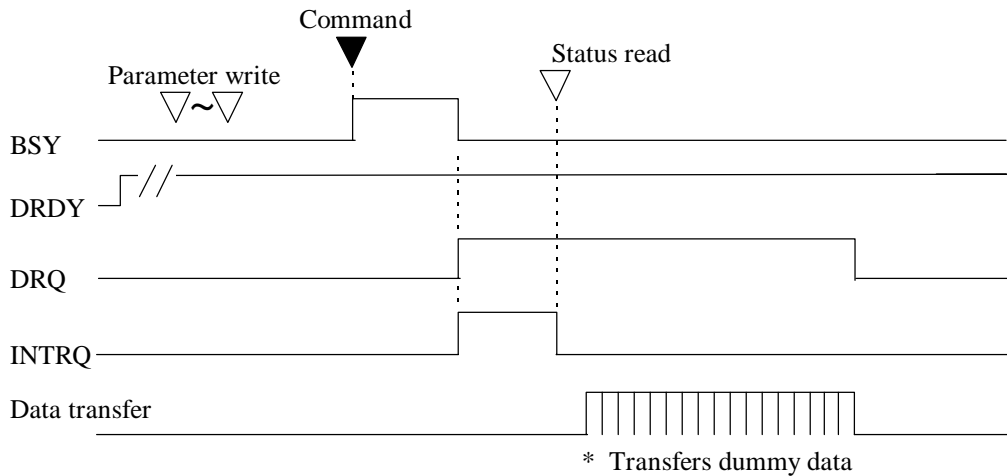 Command
Status read
Parameter write
~
BSY
DRDY
DRQ
INTRQ
Data transfer
* Transfers dummy data